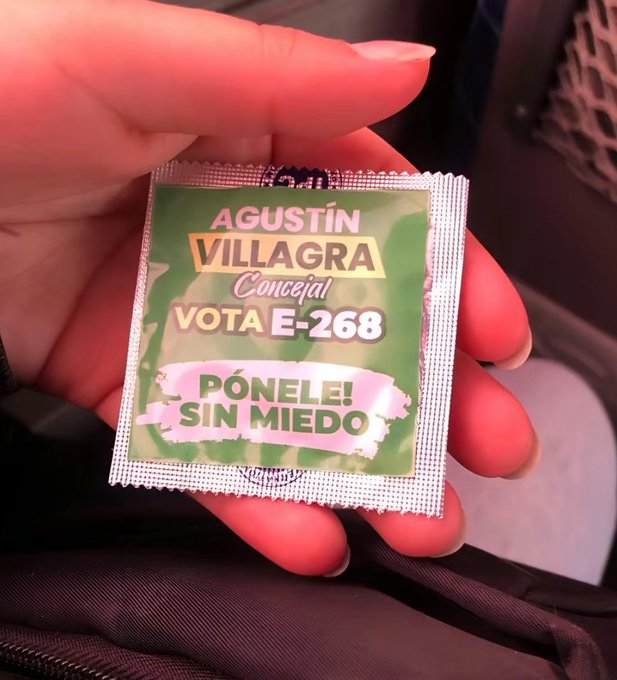 AGUSTÍN
VILLAGRA
Concejal
VOTA E-268
PÓNELE!
SIN MIEDO